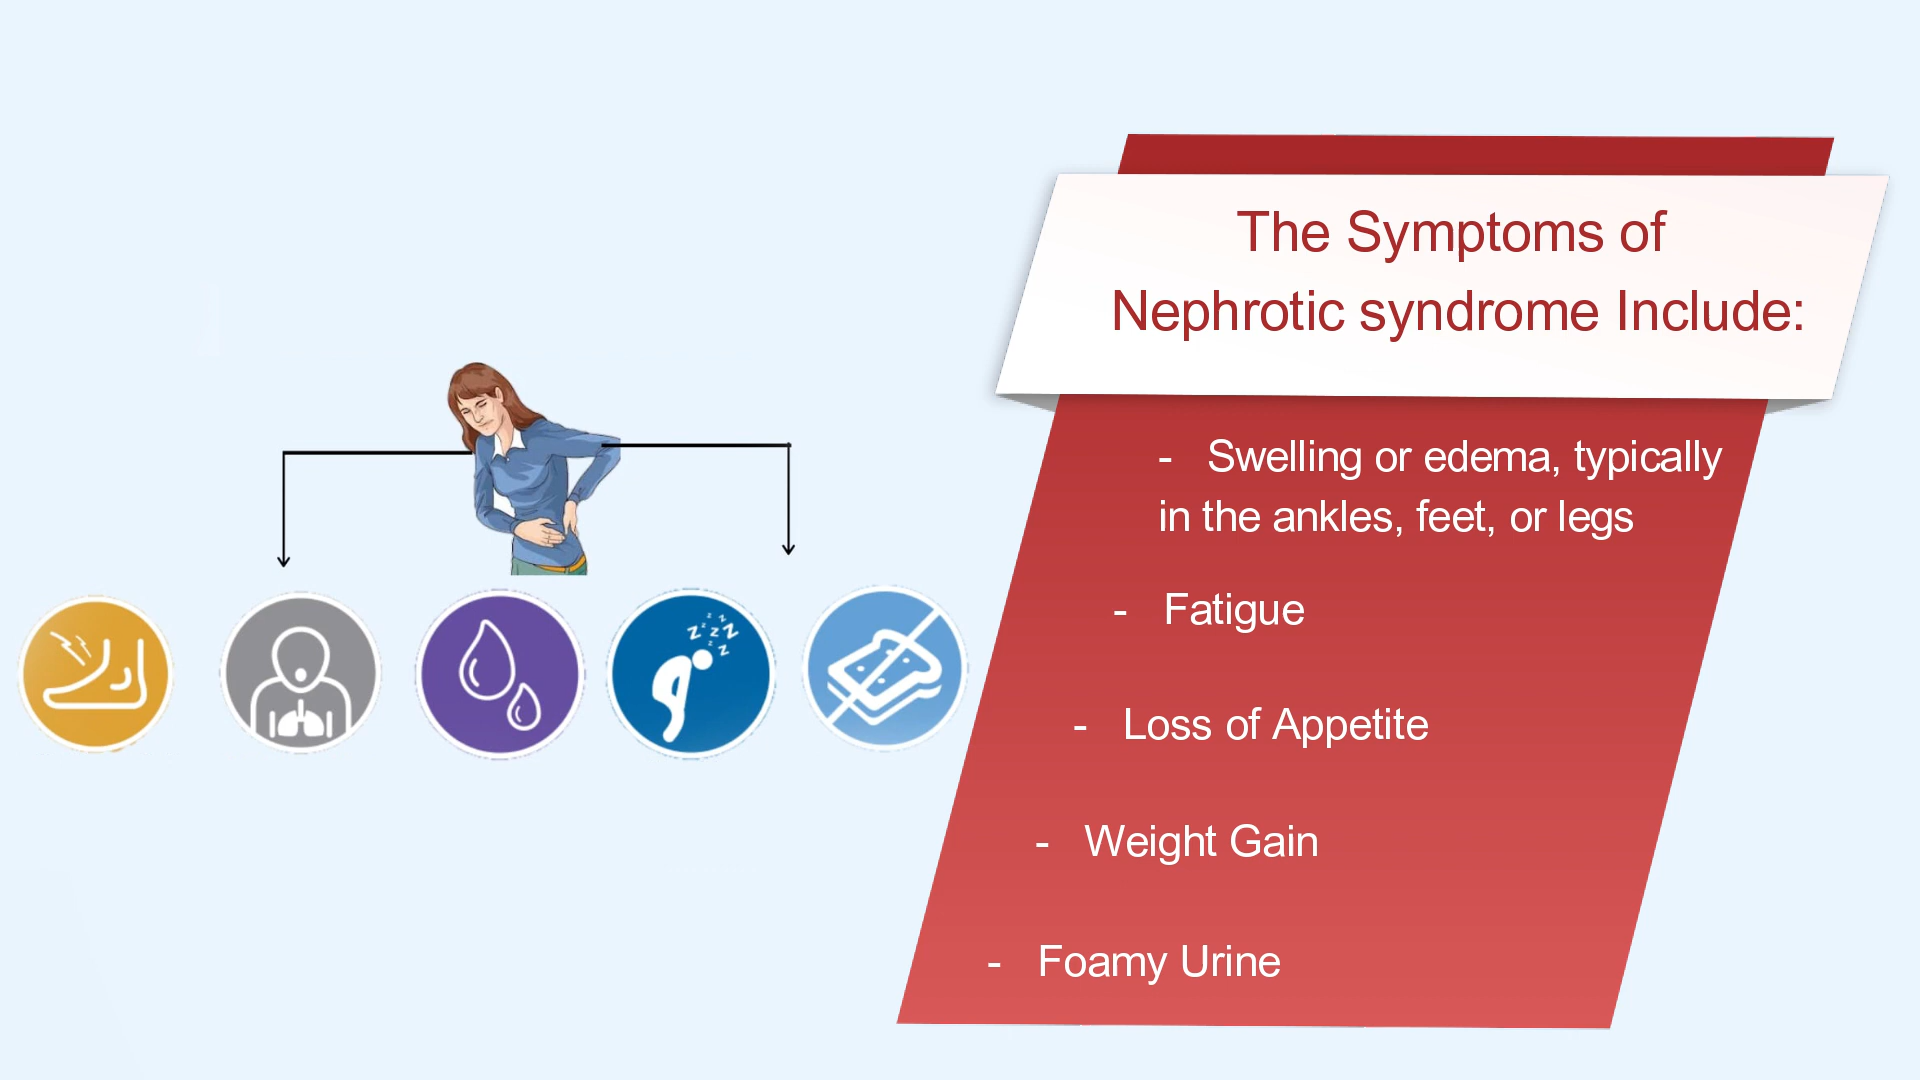 The Symptoms of
Nephrotic syndrome Include:
- Swelling or edema, typically
in the ankles, feet, or legs
- Fatigue
- Loss of Appetite
- Weight Gain
- Foamy Urine
z z z z z z z z z